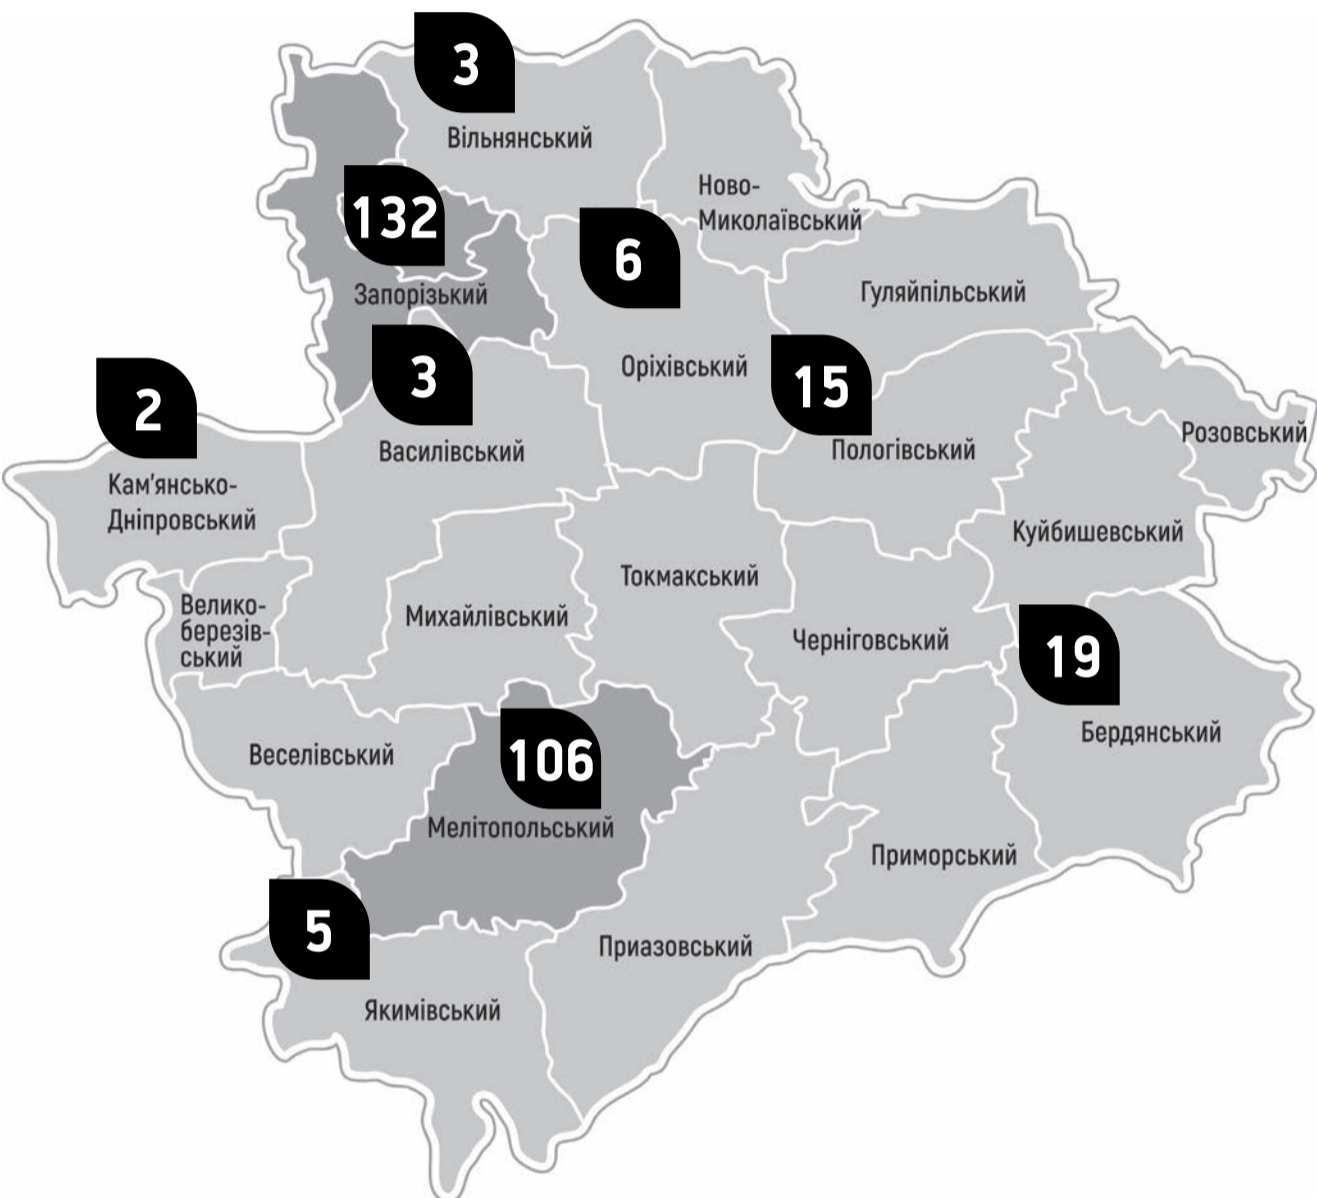 3
Вільнянський
Ново-
Миколаївський
132
Запорізький
6
Гуляйпільський
Оріхівський
15
3
2
Василівський
Пологівський
Розовський
Кам'янсько-
Дніпровський
Куйбишевський
Токмакський
Велико-
березів-
ський
Михайлівський
Черніговський
19
Бердянський
Веселівський
106
Мелітопольський
Приморський
5
Приазовський
Якимівський